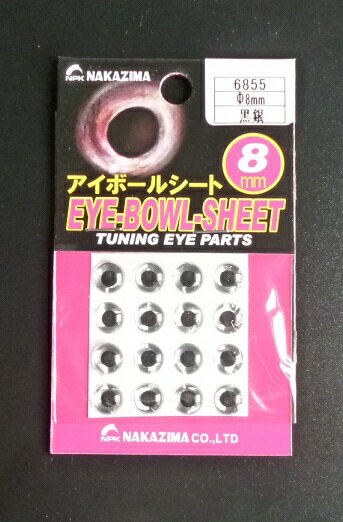 NPK NAKAZIMA
6855
Φ8mm
黒銀
8
mm
アイボールシート
EYE-BOWL-SHEET
TUNING EYE PARTS
NPK NAKAZIMA CO.,LTD